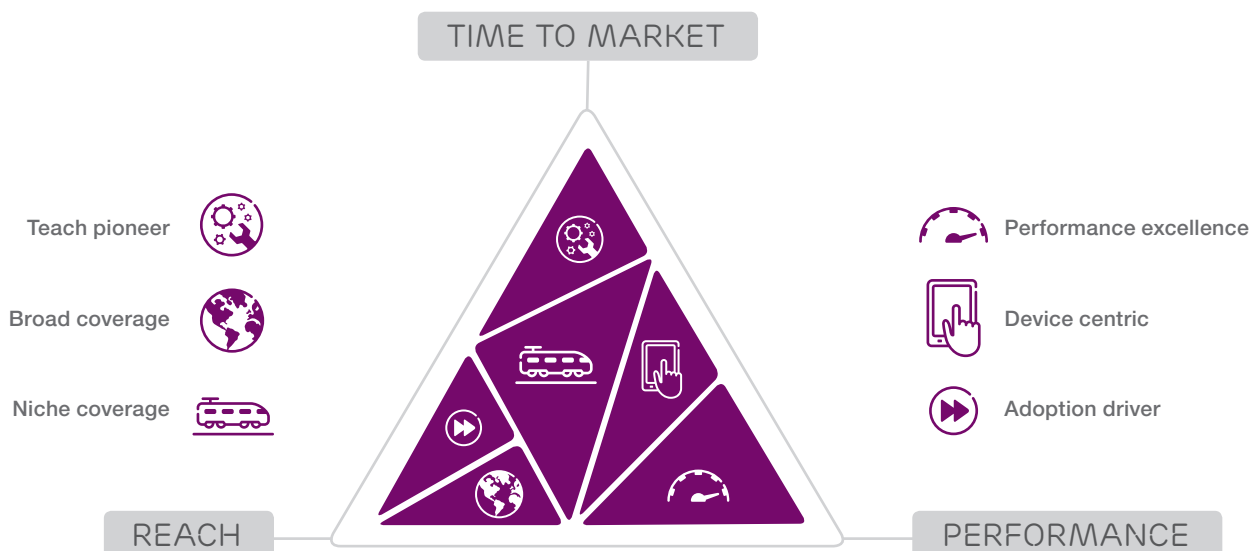 TIME TO MARKET
Teach pioneer
Broad coverage
Niche coverage
Performance excellence
Device centric
Adoption driver
REACH
PERFORMANCE